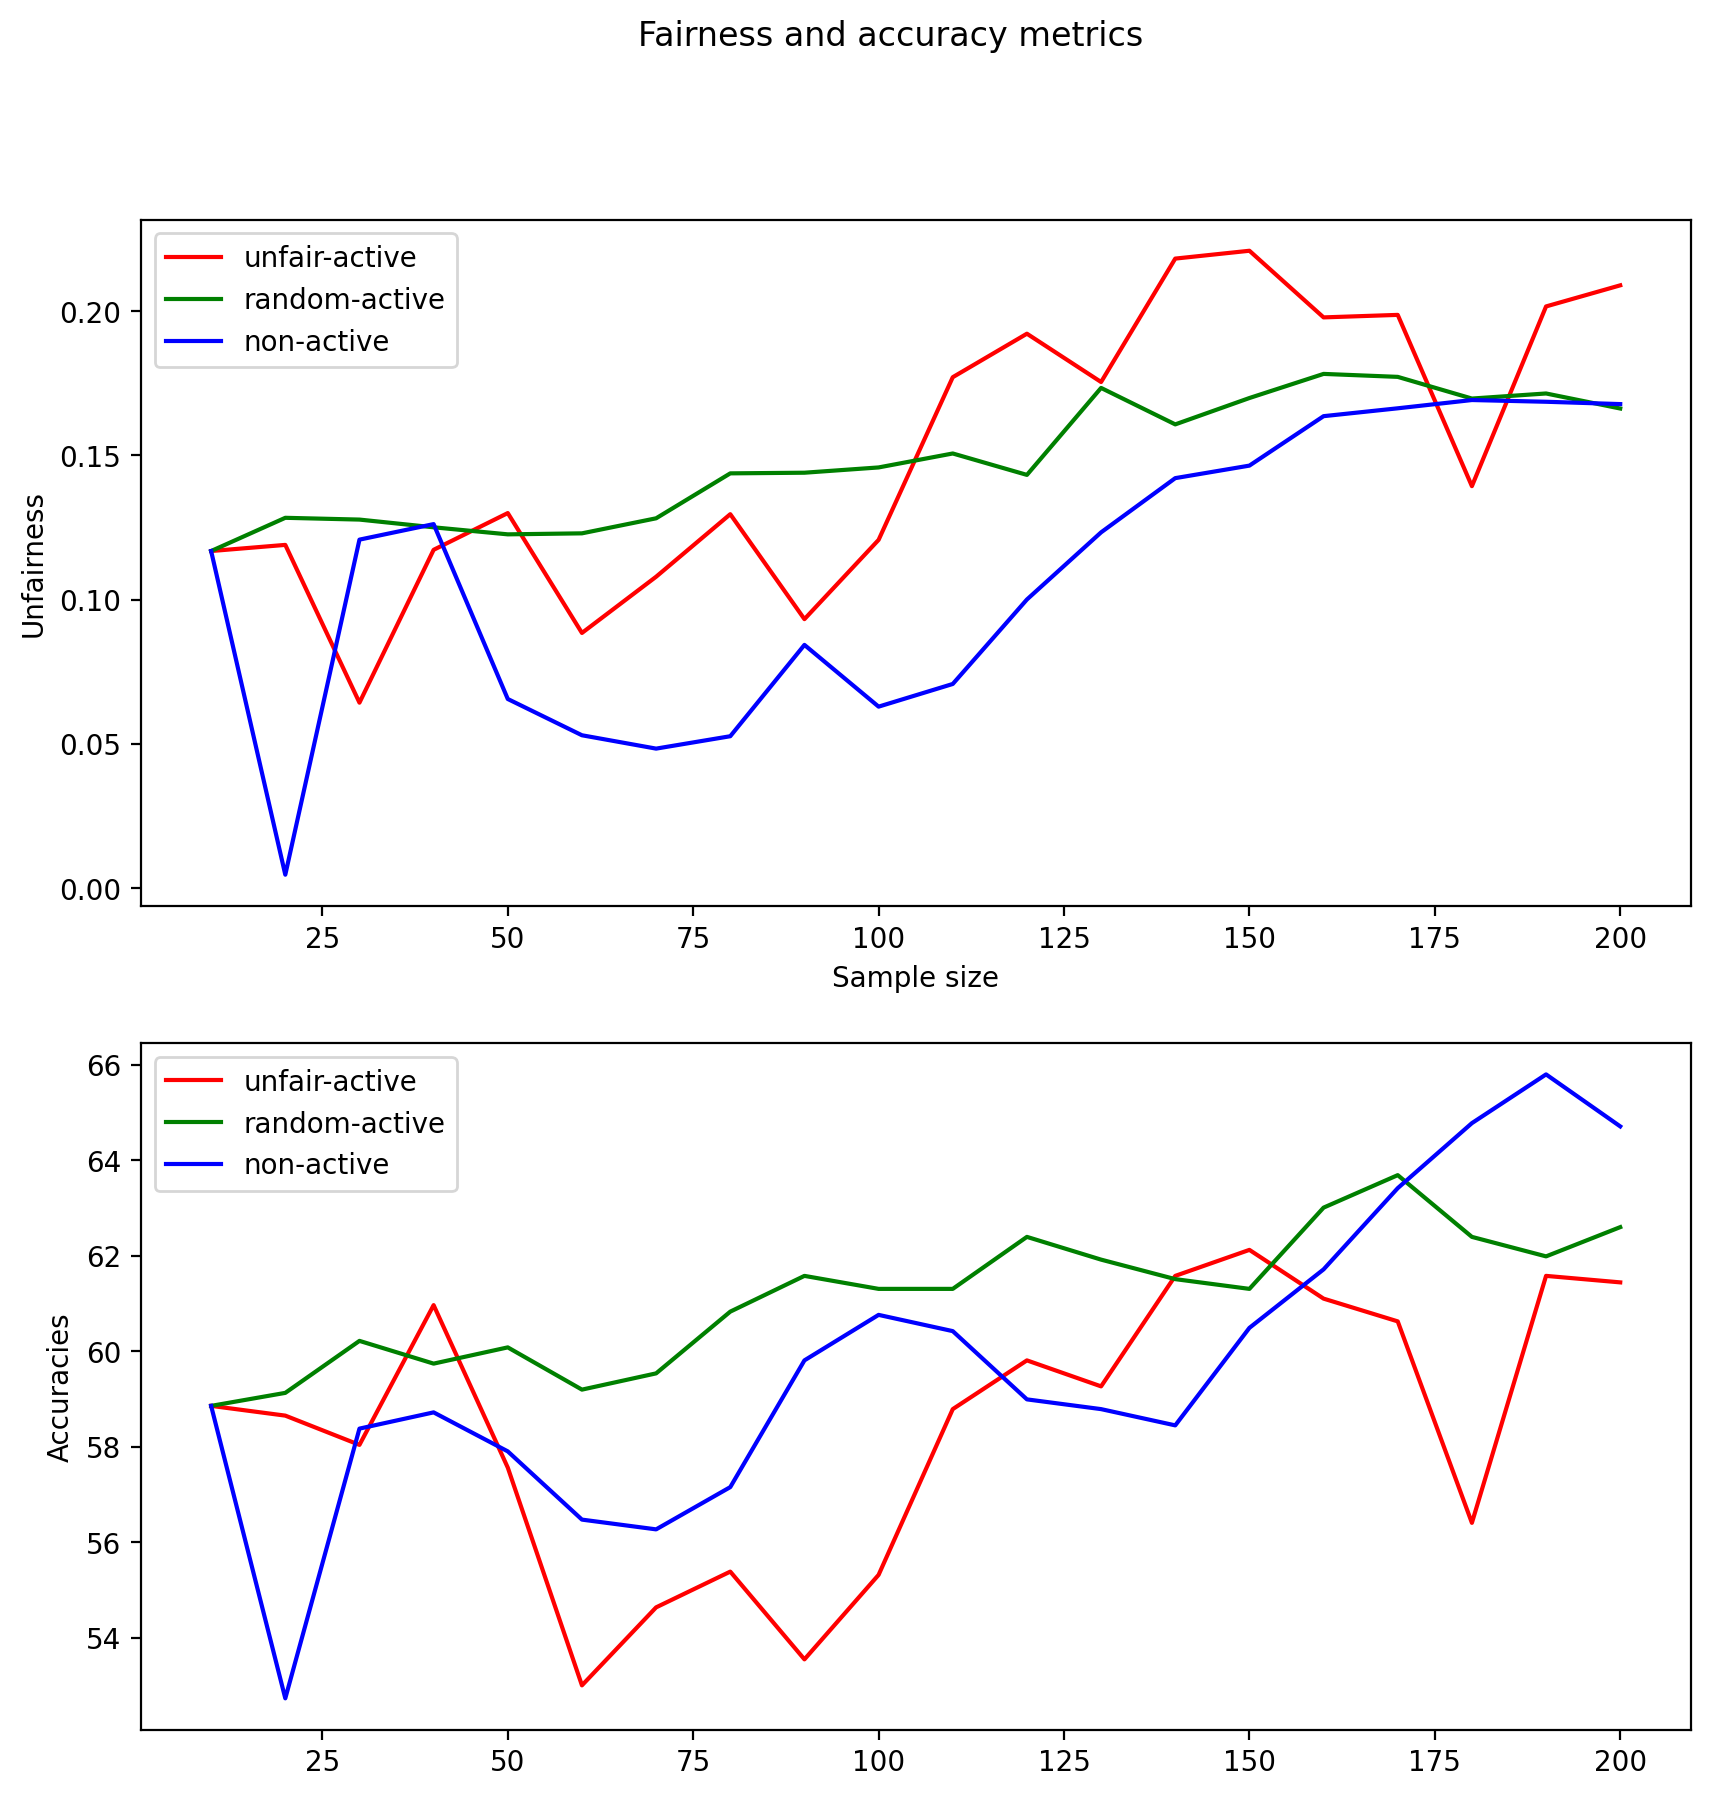 Fairness and accuracy metrics
unfair-active
random-active
non-active
Unfairness
0.20
0.15
0.10
0.05
0.00
25 50 75 100 125 150 175 200
Sample size
unfair-active
random-active
non-active
Accuracies
66
64
62
60
58
56
54
25 50 75 100 125 150 175 200